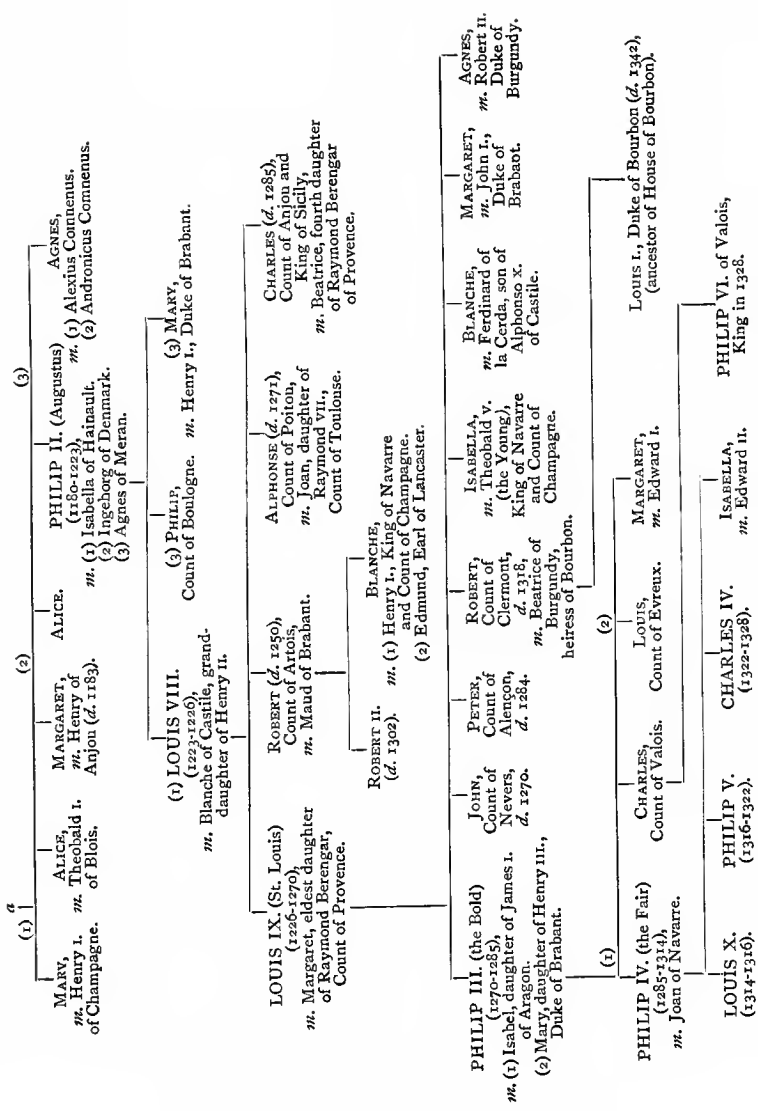 a
(1)
(2)
(3)
MARY,
m. Henry I.
of Champagne.
ALICE,
m. Theobald I.
of Blois.
MARGARET,
m. Henry of
Anjou (d. 1183).
ALICE.
PHILIP II. (Augustus)
(1180-1223),
m. (1) Isabella of Hainault.
(2) Ingeborg of Denmark.
(3) Agnes of Meran.
AGNES,
m. (1) Alexius Comnenus.
(2) Andronicus Comnenus.
(1) LOUIS VIII.
(1223-1226),
m. Blanche of Castile, grand-
daughter of Henry II.
(3) PHILIP,
Count of Boulogne.
(3) MARY,
m. Henry I., Duke of Brabant.
LOUIS IX. (St. Louis)
(1226-1270),
m. Margaret, eldest daughter
of Raymond Berengar,
Count of Provence.
ROBERT (d. 1250),
Count of Artois,
m. Maud of Brabant.
ALPHONSE (d. 1271),
Count of Poitou,
m. Joan, daughter of
Raymond VII.,
Count of Toulouse.
CHARLES (d. 1285),
Count of Anjou and
King of Sicily,
m. Beatrice, fourth daughter
of Raymond Berengar
of Provence.
ROBERT II.
(d. 1302).
BLANCHE,
m. (1) Henry I., King of Navarre
and Count of Champagne.
(2) Edmund, Earl of Lancaster.
PHILIP III. (the Bold)
(1270-1285),
m. (1) Isabel, daughter of James I.
of Aragon.
(2) Mary, daughter of Henry III.,
Duke of Brabant.
JOHN,
Count of
Nevers,
d. 1270.
PETER,
Count of
Alençon,
d. 1284.
ROBERT,
Count of
Clermont,
d. 1318,
m. Beatrice of
Burgundy,
heiress of Bourbon.
ISABELLA,
m. Theobald V.
(the Young),
King of Navarre
and Count of
Champagne.
BLANCHE,
m. Ferdinard of
la Cerda, son of
Alphonso X.
of Castile.
MARGARET,
m. John I.,
Duke of
Brabaot.
AGNES,
m. Robert II.
Duke of
Burgundy.
(1)
(2)
PHILIP IV. (the Fair)
(1285-1314),
m. Joan of Navarre.
CHARLES,
Count of Valois.
LOUIS,
Count of Evreux.
MARGARET,
m. Edward I.
LOUIS I., Duke of Bourbon (d. 1342),
(ancestor of House of Bourbon).
LOUIS X.
(1314-1316).
PHILIP V.
(1316-1322).
CHARLES IV.
(1322-1328).
ISABELLA,
m. Edward II.
PHILIP VI. of Valois,
King in 1328.